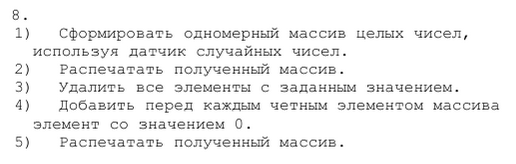 8.
1) Сформировать одномерный массив целых чисел,
используя датчик случайных чисел.
2) Распечатать полученный массив.
3) Удалить все элементы с заданным значением.
4) Добавить перед каждым четным элементом массива
элемент со значением 0.
5) Распечатать полученный массив.